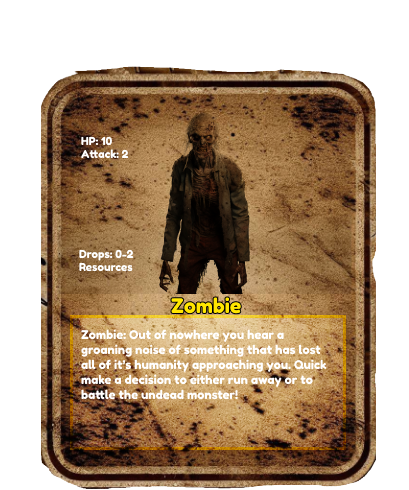 HP: 10
Attack: 2
Drops: 0-2
Resources
Zombie
Zombie: Out of nowhere you hear a
groaning noise of something that has lost
all of it's humanity approaching you. Quick
make a decision to either run away or to
battle the undead monster!